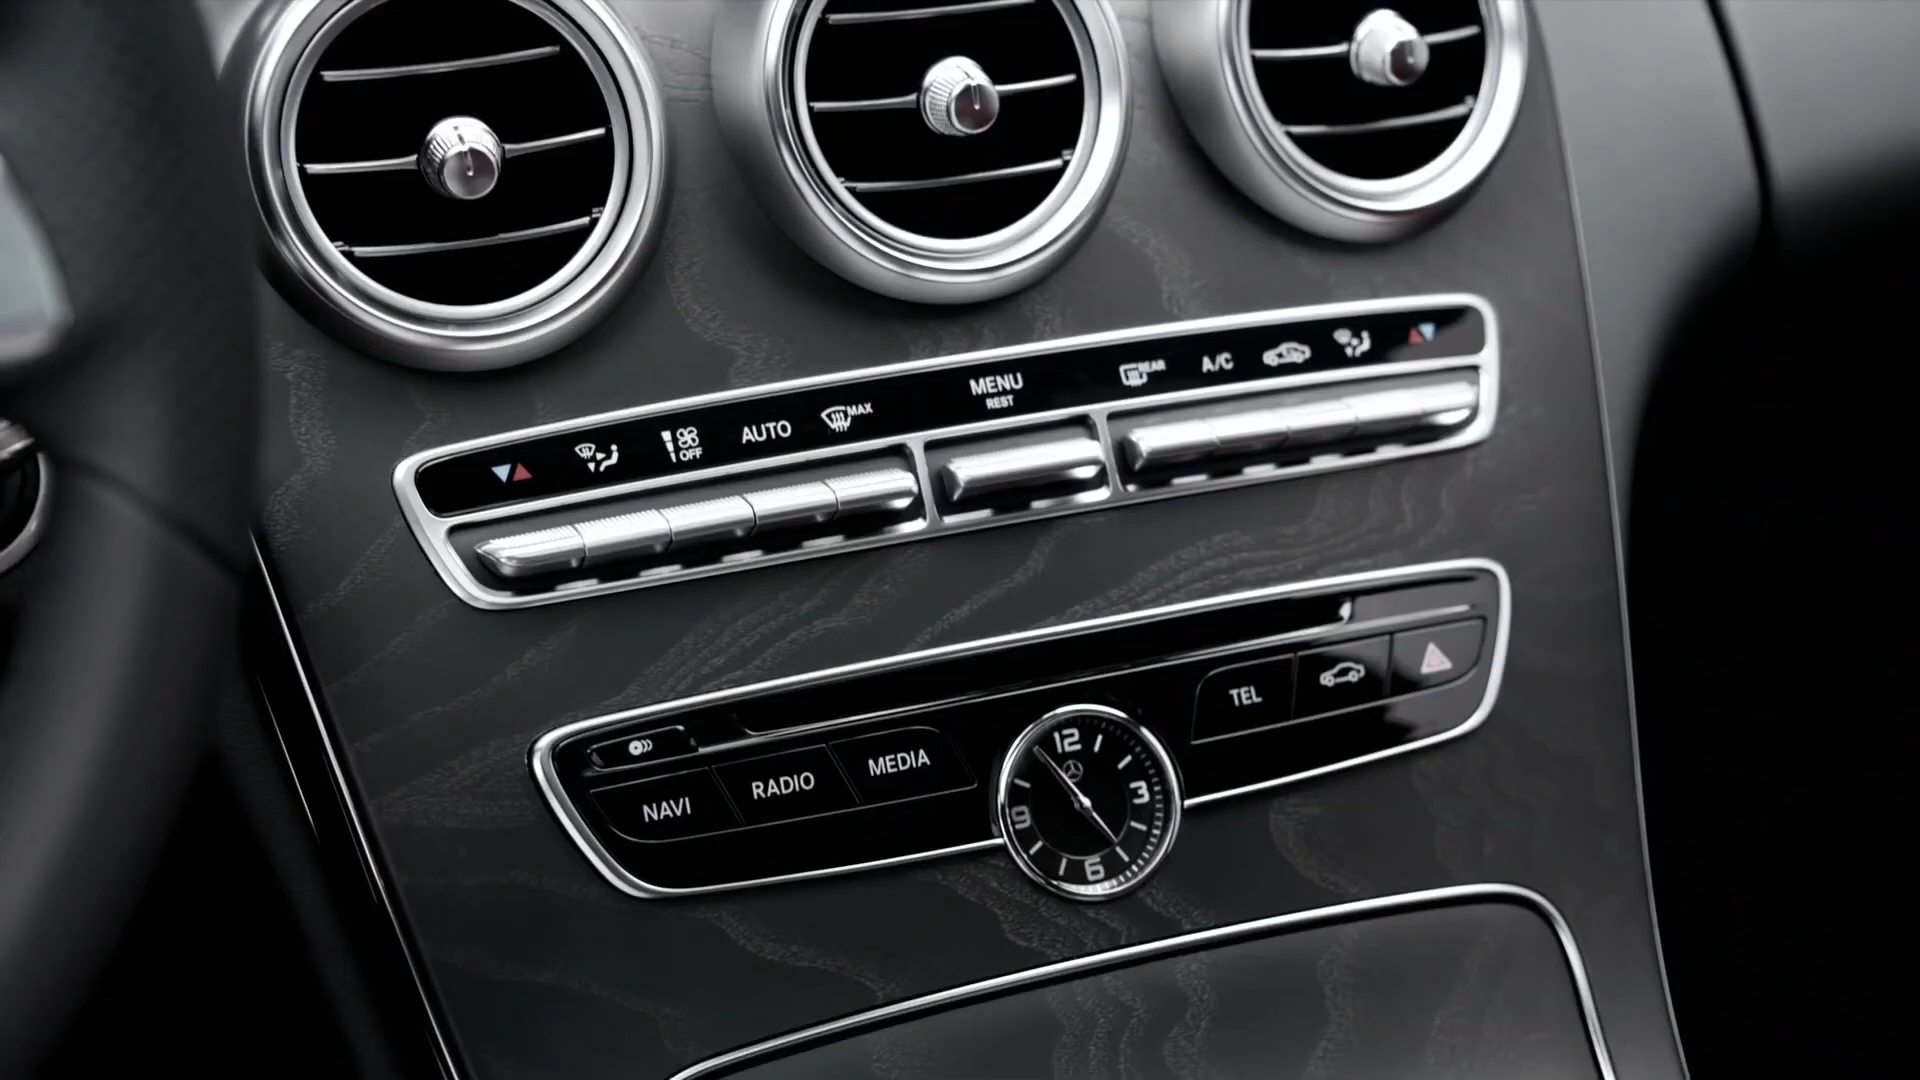 OFF
AUTO
MAX
MENU
REST
REAR
A/C
NAVI
RADIO
MEDIA
TEL
12
3
6
9